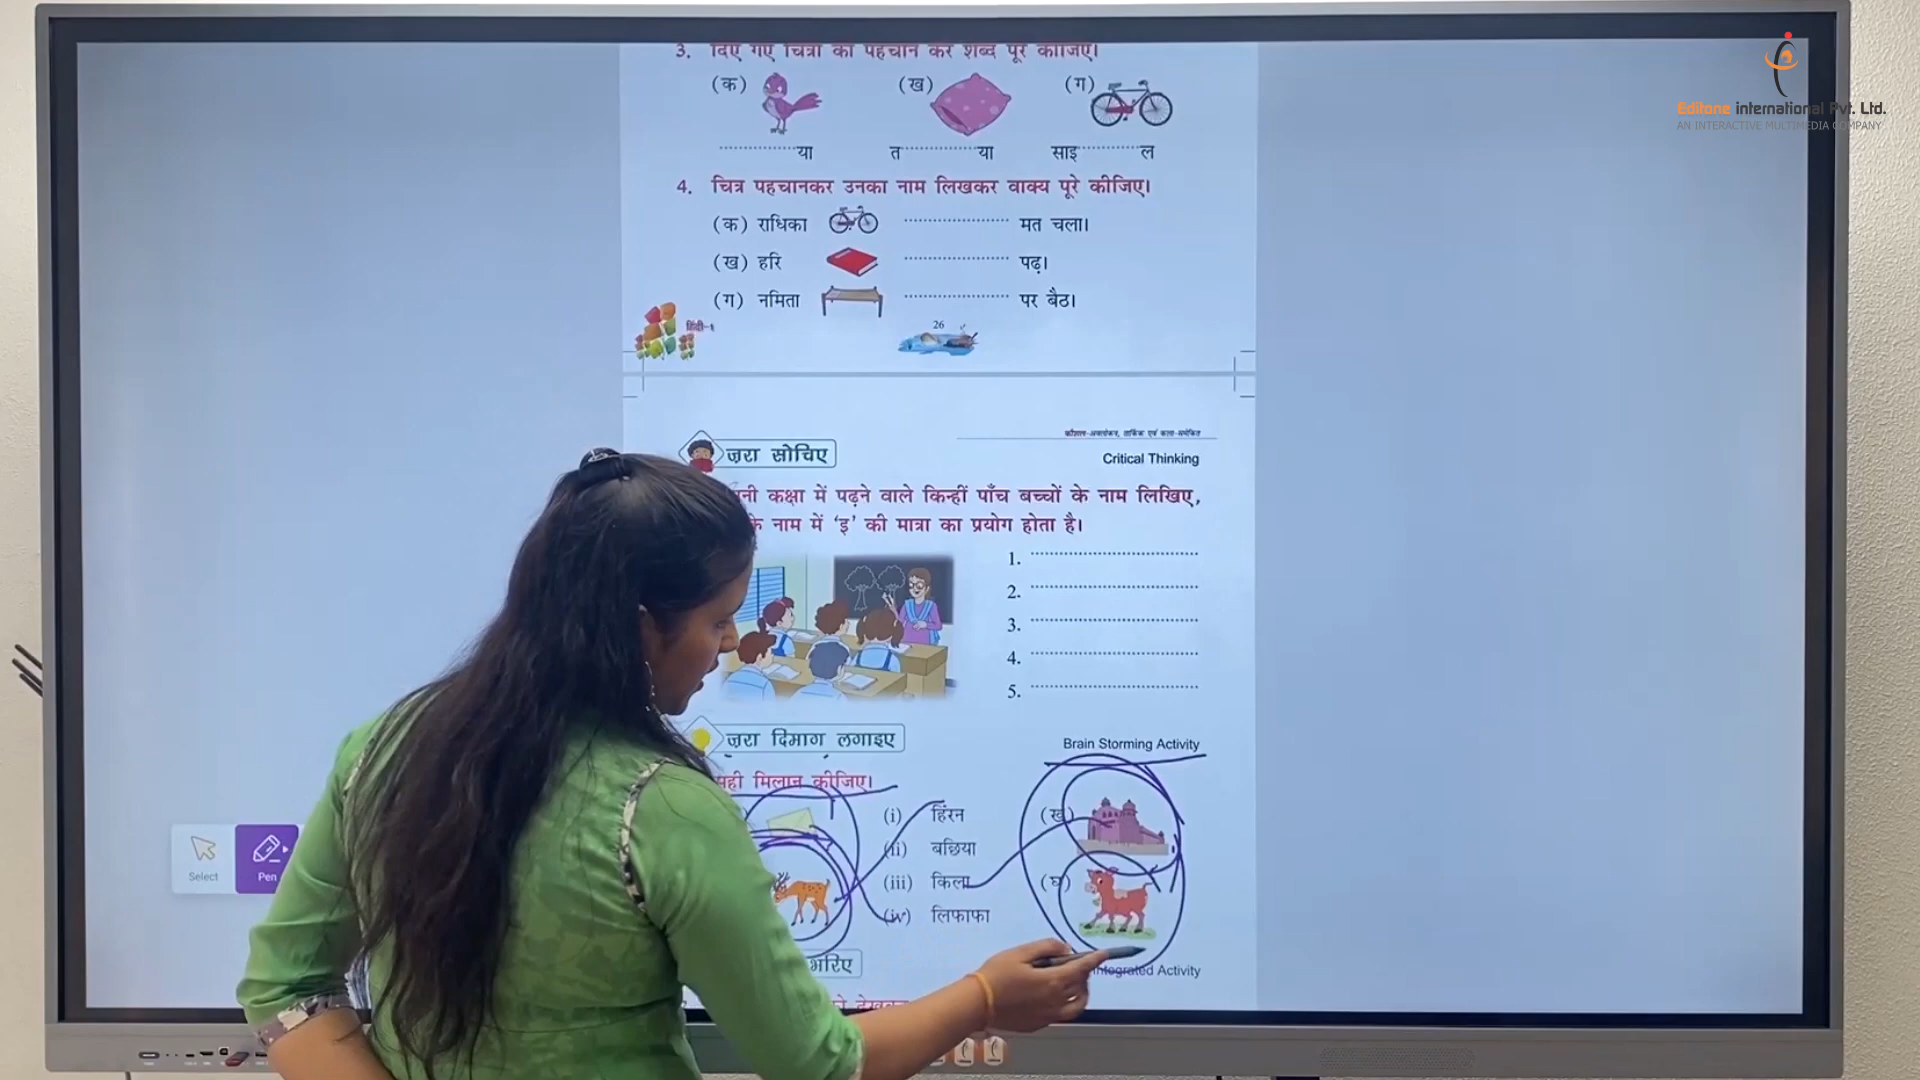 3. दिए गए चित्रों को पहचान कर शब्द पूरे कीजिए।
(क) (ख) (ग)
..............या त..............या साइ...........ल
4. चित्र पहचानकर उनका नाम लिखकर वाक्य पूरे कीजिए।
(क) राधिका .................... मत चला।
(ख) हरि .................... पढ़।
(ग) नमिता .................... पर बैठ।
हिंदी-१
26
ज़रा सोचिए
Critical Thinking
नी कक्षा में पढ़ने वाले किन्हीं पाँच बच्चों के नाम लिखिए,
के नाम में ‘इ’ की मात्रा का प्रयोग होता है।
1. ................................
2. ................................
3. ................................
4. ................................
5. ................................
ज़रा दिमाग लगाइए
Brain Storming Activity
सही मिलान कीजिए।
(i) हिरन (ख)
(ii) बछिया
(iii) किला (घ)
(iv) लिफाफा
भरिए
Integrated Activity
Select
Pen
Editone international Pvt. Ltd.
AN INTERACTIVE MULTIMEDIA COMPANY